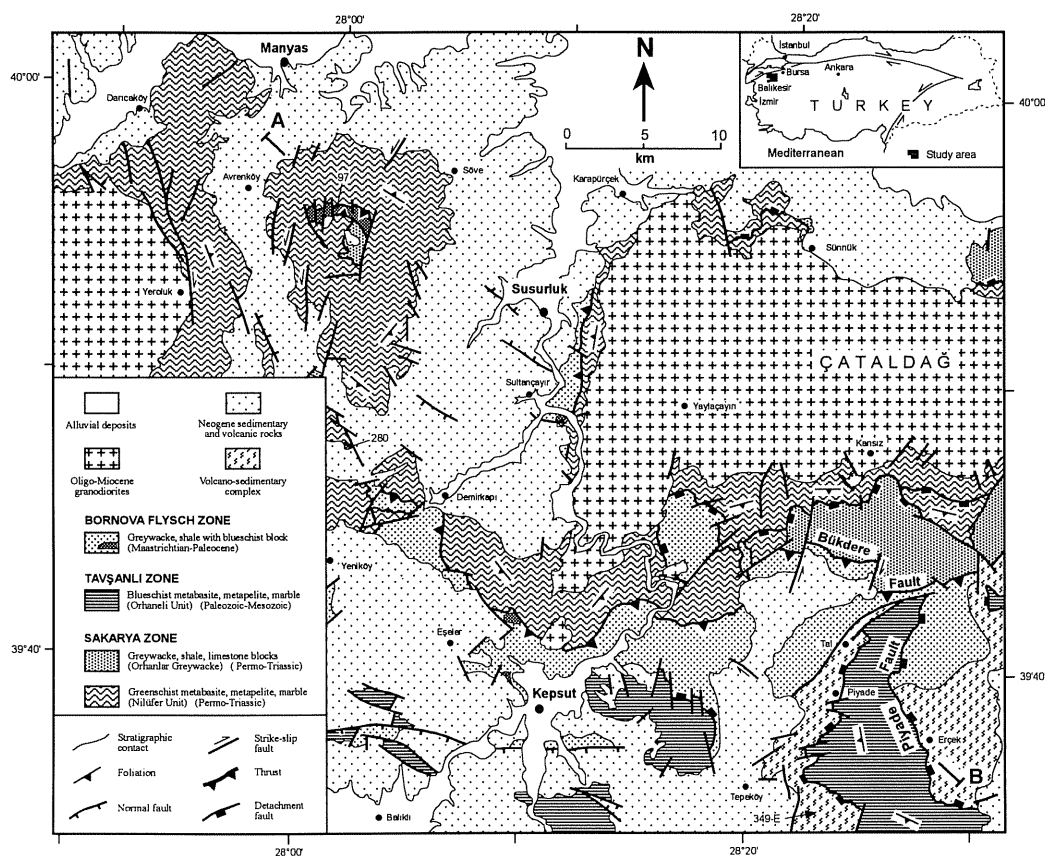 28°00'
28°20'
40°00'
40°00'
Manyas
Darıcaköy
A
Avrenköy
97
Söve
N
0 5 10
km
İstanbul
Bursa
Ankara
Balıkesir
İzmir
TURKEY
Mediterranean
Study area
Karapürçek
Sünnük
Yeroluk
Susurluk
ÇATALDAĞ
Sultançayır
Yaylaçayırı
280
Kansız
Demirkapı
Alluvial deposits
Neogene sedimentary
and volcanic rocks
Oligo-Miocene
granodiorites
Volcano-sedimentary
complex
BORNOVA FLYSCH ZONE
Greywacke, shale with blueschist block
(Maastrichtian-Paleocene)
TAVŞANLI ZONE
Blueschist metabasite, metapelite, marble
(Orhaneli Unit) (Paleozoic-Mesozoic)
SAKARYA ZONE
Greywacke, shale, limestone blocks
(Orhanlar Greywacke) (Permo-Triassic)
Greenschist metabasite, metapelite, marble
(Nilüfer Unit) (Permo-Triassic)
Stratigraphic
contact
Strike-slip
fault
Foliation
Thrust
Normal fault
Detachment
fault
Yeniköy
Bükdere
Fault
39°40'
39°40'
Eşeler
Tal
Fault
Kepsut
Piyade
Piyade
Erçek
B
Tepeköy
349-E
Balıklı
28°00'
28°20'